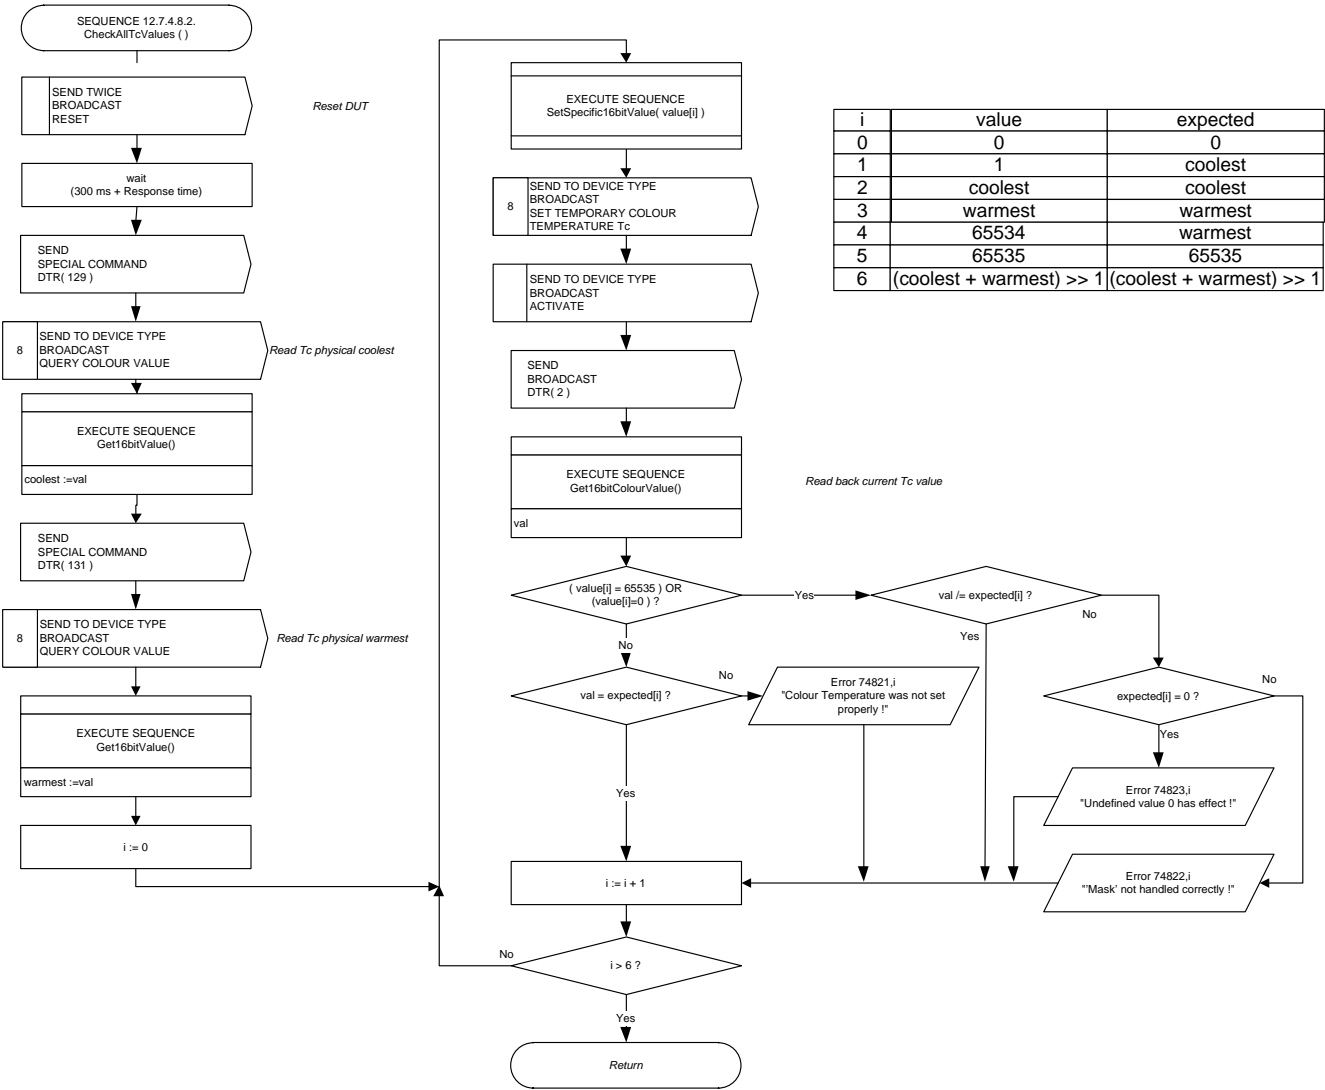 SEQUENCE 12.7.4.8.2.
CheckAllTcValues ( )
SEND TWICE
BROADCAST
RESET
Reset DUT
wait
(300 ms + Response time)
SEND
SPECIAL COMMAND
DTR( 129 )
8
SEND TO DEVICE TYPE
BROADCAST
QUERY COLOUR VALUE
Read Tc physical coolest
EXECUTE SEQUENCE
Get16bitValue()
coolest :=val
SEND
SPECIAL COMMAND
DTR( 131 )
8
SEND TO DEVICE TYPE
BROADCAST
QUERY COLOUR VALUE
Read Tc physical warmest
EXECUTE SEQUENCE
Get16bitValue()
warmest :=val
i := 0
EXECUTE SEQUENCE
SetSpecific16bitValue( value[i] )
8
SEND TO DEVICE TYPE
BROADCAST
SET TEMPORARY COLOUR
TEMPERATURE Tc
SEND TO DEVICE TYPE
BROADCAST
ACTIVATE
SEND
BROADCAST
DTR( 2 )
EXECUTE SEQUENCE
Get16bitColourValue()
val
Read back current Tc value
( value[i] = 65535 ) OR
(value[i]=0 ) ?
Yes
No
val /= expected[i] ?
Yes
No
val = expected[i] ?
No
Yes
Error 74821,i
"Colour Temperature was not set
properly !"
expected[i] = 0 ?
No
Yes
Error 74823,i
"Undefined value 0 has effect !"
Error 74822,i
"'Mask' not handled correctly !"
i := i + 1
i > 6 ?
No
Yes
Return
i value expected
0 0 0
1 1 coolest
2 coolest coolest
3 warmest warmest
4 65534 warmest
5 65535 65535
6 (coolest + warmest) >> 1 (coolest + warmest) >> 1